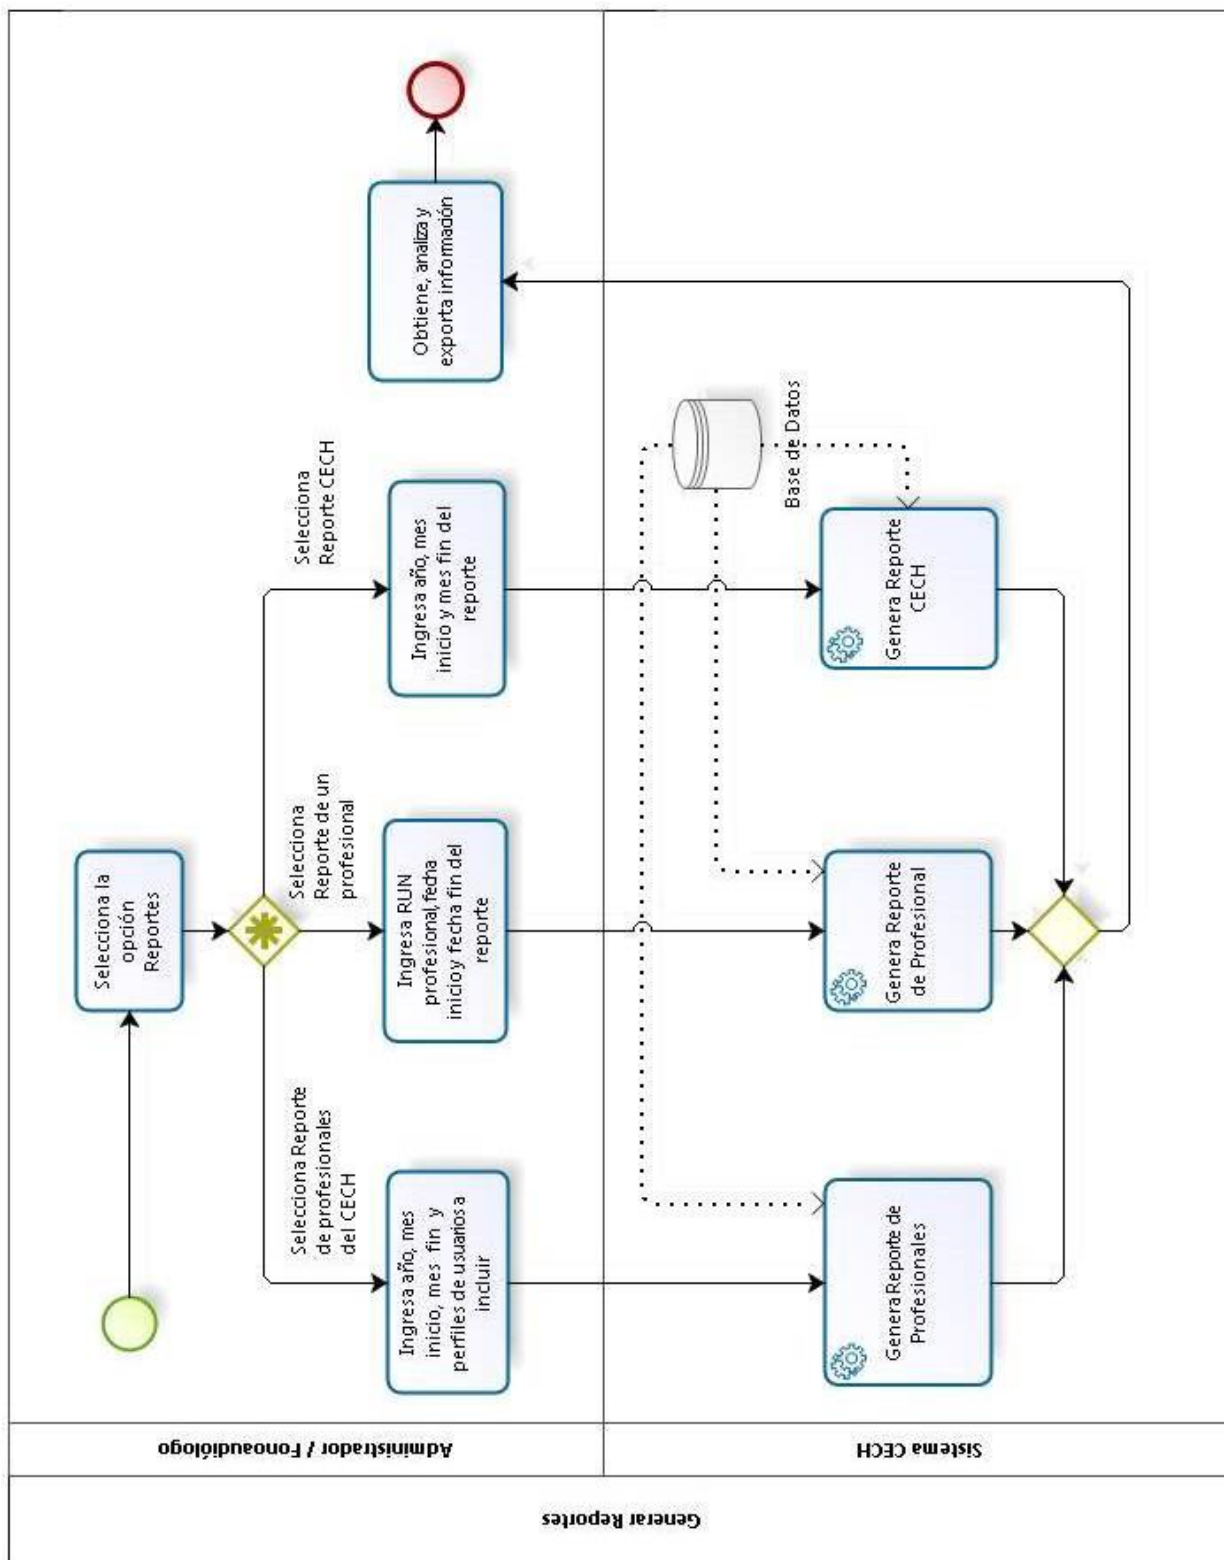 Generar Reportes
Administrador / Fonoaudiólogo
Sistema CECH
Selecciona la
opción
Reportes
Selecciona Reporte
de profesionales
del CECH
Selecciona
Reporte de un
profesional
Selecciona
Reporte CECH
Ingresa año, mes
inicio, mes fin y
perfiles de usuarios a
incluir
Ingresa RUN
profesional, fecha
inicio y fecha fin del
reporte
Ingresa año, mes
inicio y mes fin del
reporte
Obtiene, analiza y
exporta información
Base de Datos
Genera Reporte de
Profesionales
Genera Reporte
de Profesional
Genera Reporte
CECH